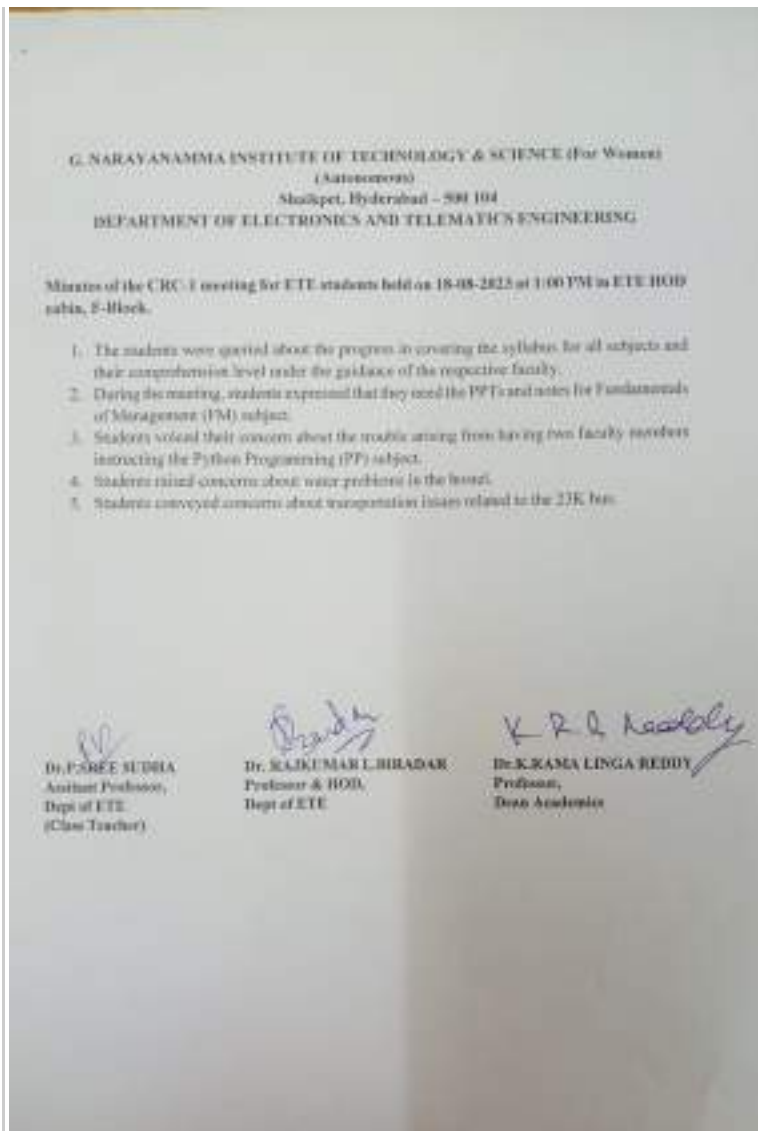 G. NARAYANAMMA INSTITUTE OF TECHNOLOGY & SCIENCE (For Women)
(Autonomous)
Shaikpet, Hyderabad – 500 104
DEPARTMENT OF ELECTRONICS AND TELEMATICS ENGINEERING
Minutes of the CRC-1 meeting for ETE students held on 18-08-2023 at 1:00 PM in ETE HOD
cabin, F-Block.
1. The students were queried about the progress in covering the syllabus for all subjects and
their comprehension level under the guidance of the respective faculty.
2. During the meeting, students expressed that they need the PPTs and notes for Fundamentals
of Management (FM) subject.
3. Students voiced their concern about the trouble arising from having two faculty members
instructing the Python Programming (PP) subject.
4. Students raised concerns about water problems in the hostel.
5. Students conveyed concerns about transportation issues related to the 23K bus.
K R L Reddy
Dr.P.SREE SUDHA Dr. RAJKUMAR L.BIRADAR Dr.K.RAMA LINGA REDDY
Assistant Professor, Professor & HOD, Professor,
Dept of ETE Dept of ETE Dean Academics
(Class Teacher)